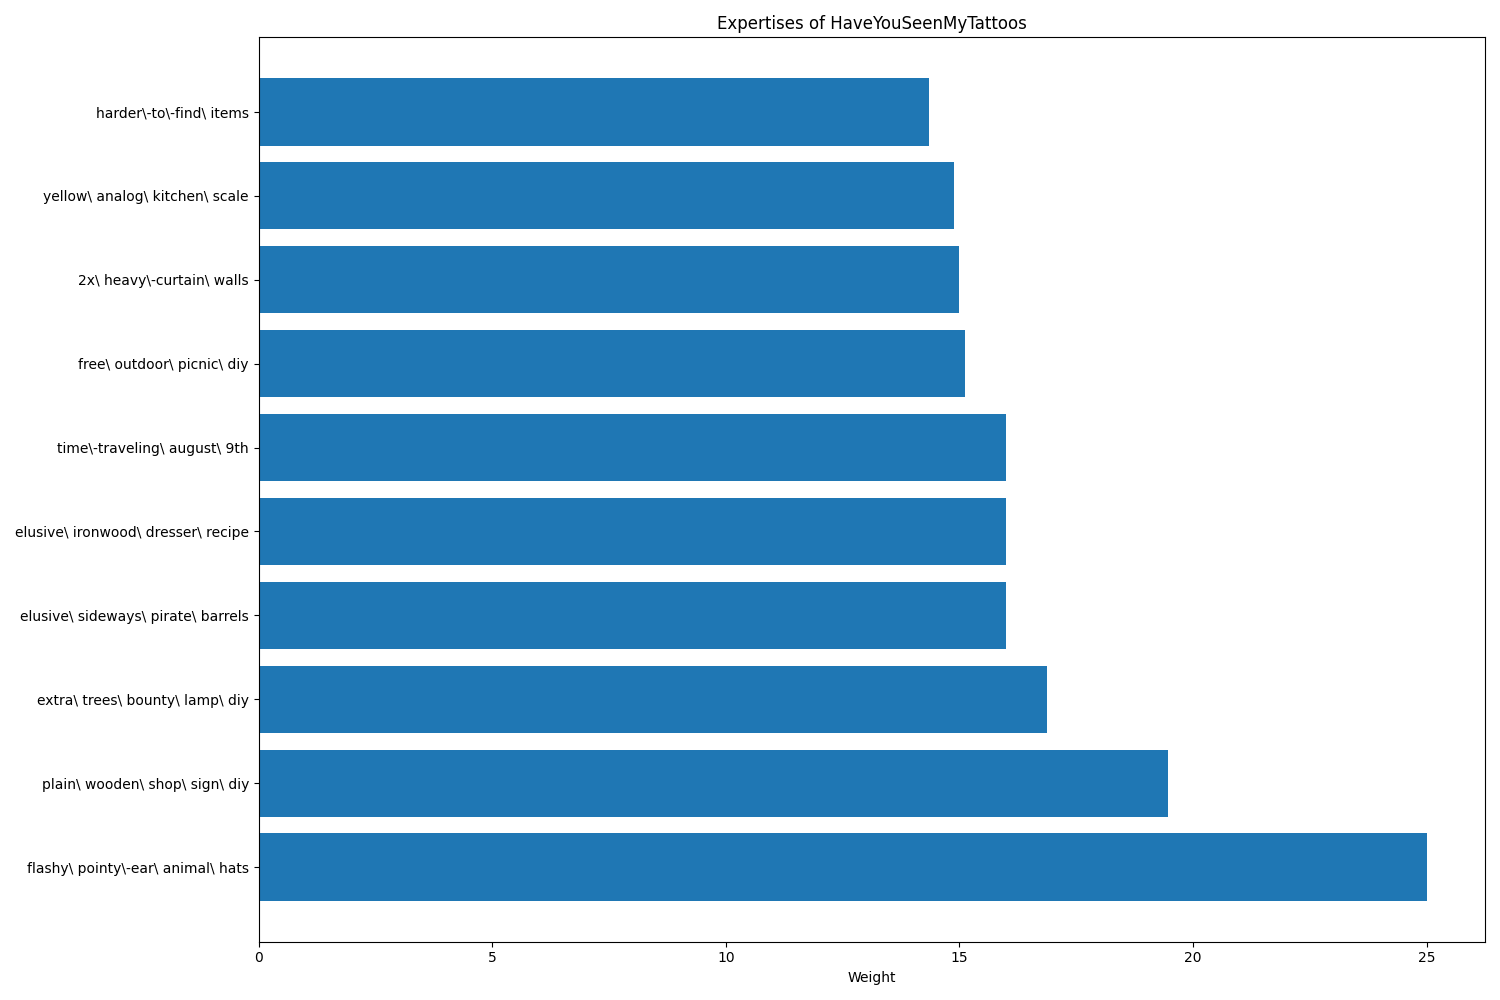 Expertises of HaveYouSeenMyTattoos
harder\-to\-find\ items
yellow\ analog\ kitchen\ scale
2x\ heavy\-curtain\ walls
free\ outdoor\ picnic\ diy
time\-traveling\ august\ 9th
elusive\ ironwood\ dresser\ recipe
elusive\ sideways\ pirate\ barrels
extra\ trees\ bounty\ lamp\ diy
plain\ wooden\ shop\ sign\ diy
flashy\ pointy\-ear\ animal\ hats
0 5 10 15 20 25
Weight